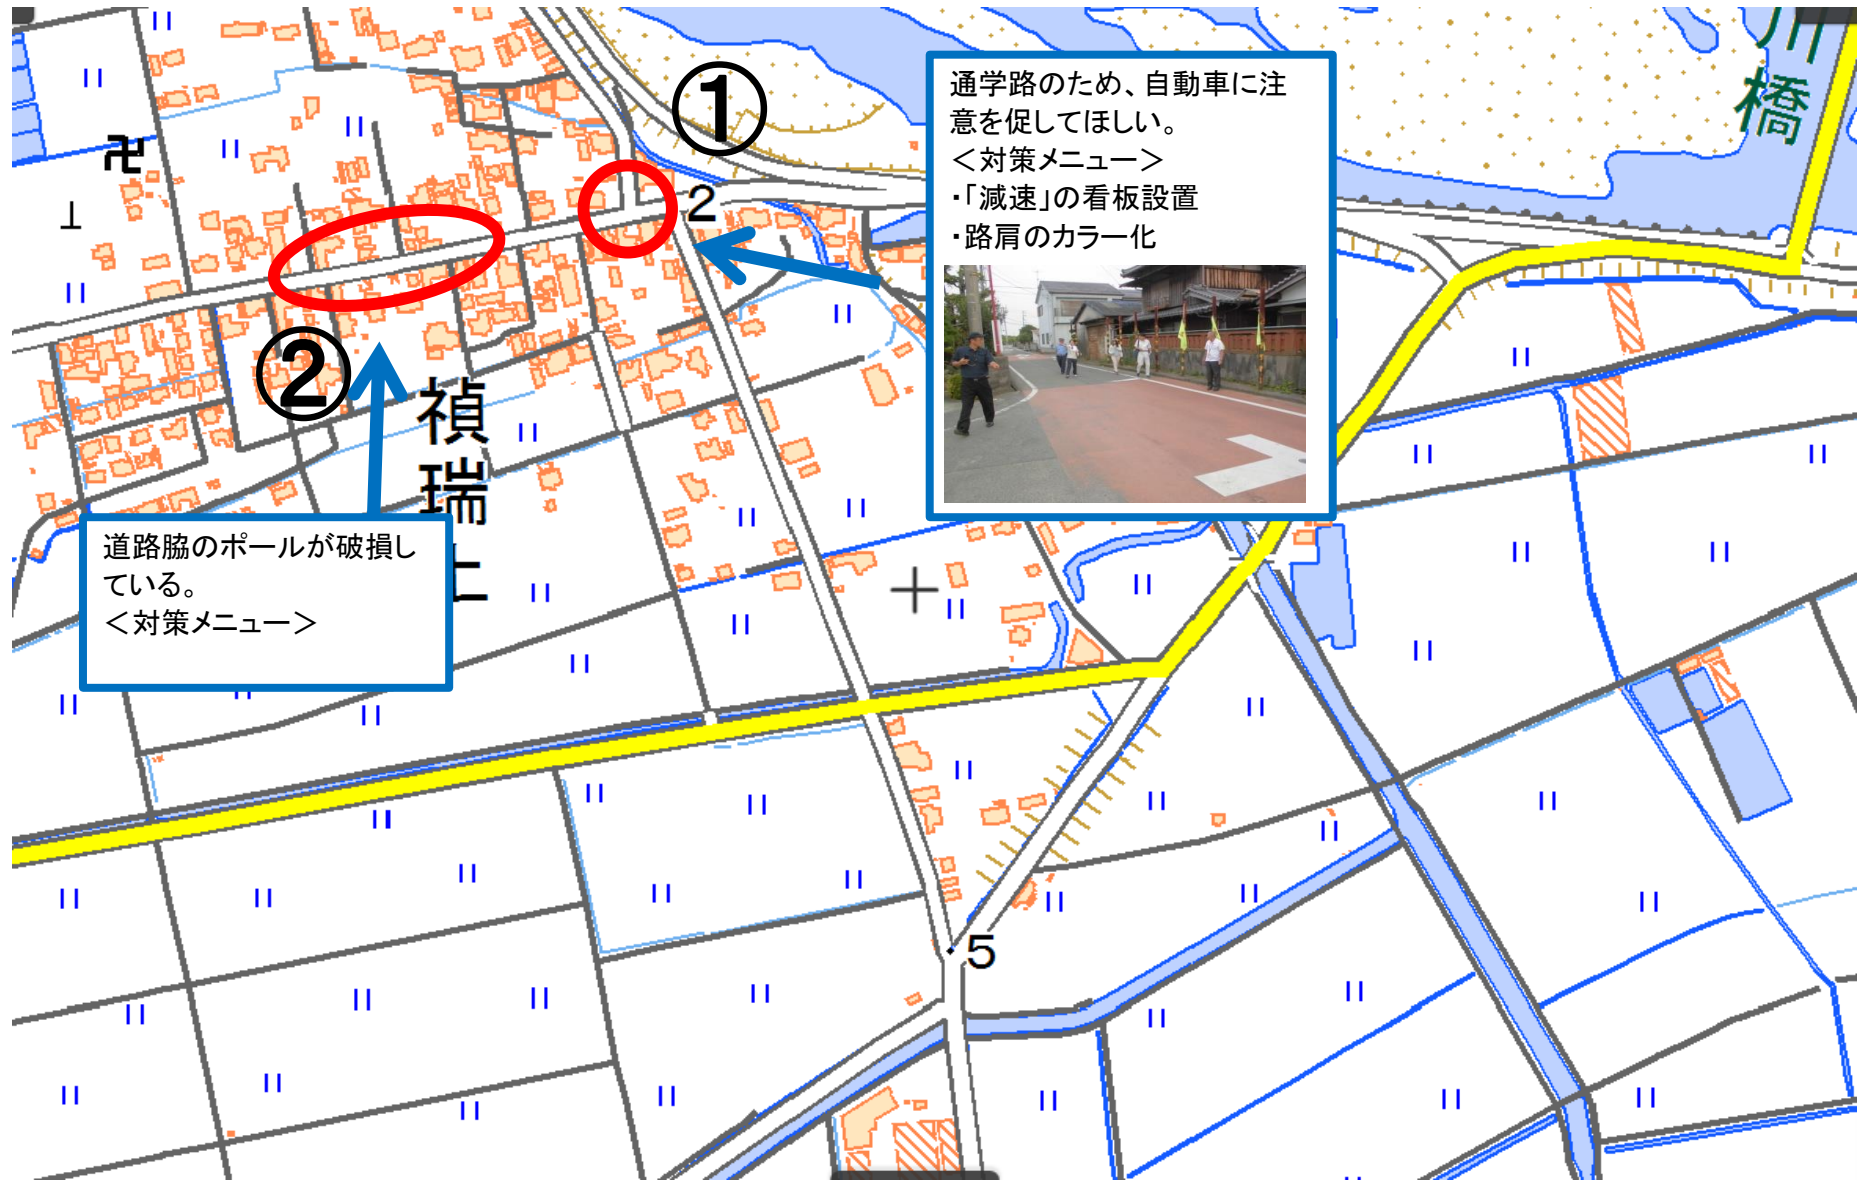 ①
通学路のため、自動車に注
意を促してほしい。
＜対策メニュー＞
・「減速」の看板設置
・路肩のカラー化
川
橋
2
②
禎
瑞
道路脇のポールが破損し
ている。
＜対策メニュー＞
5